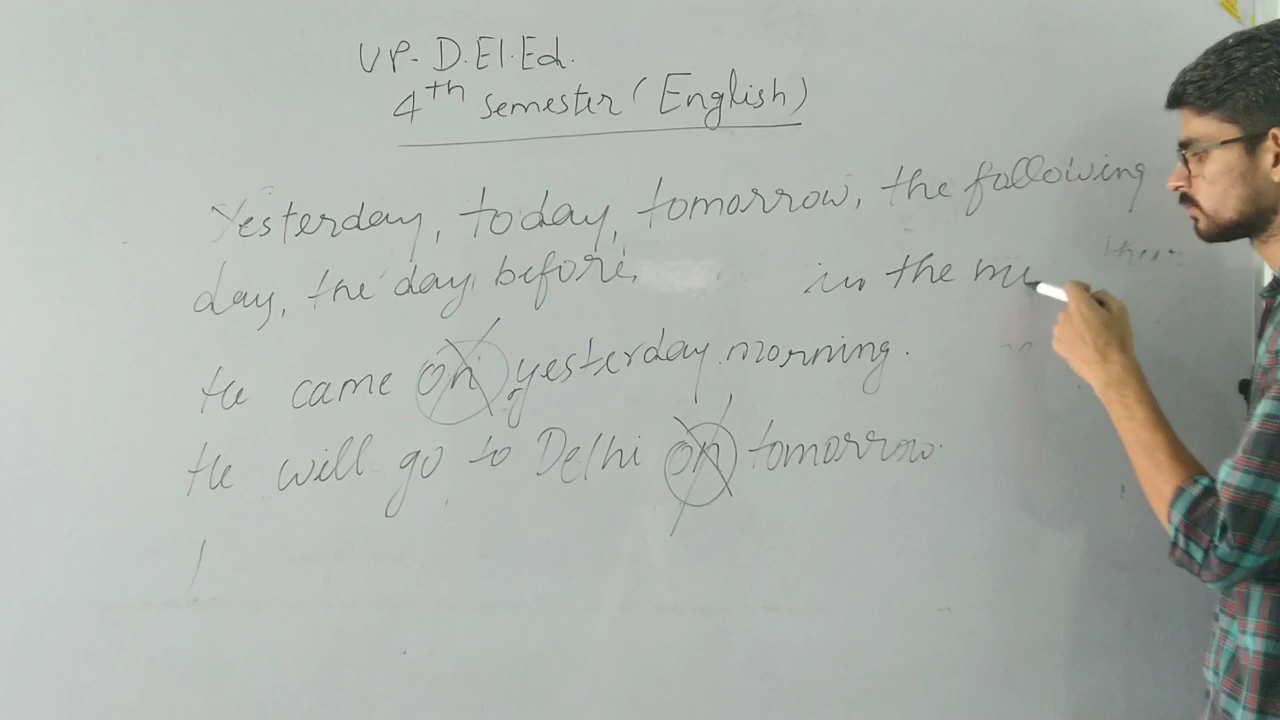 UP- D.El.Ed.
4th semester (English)
Yesterday, today, tomorrow, the following
day, the day before, in the
He came on yesterday morning.
He will go to Delhi on tomorrow.